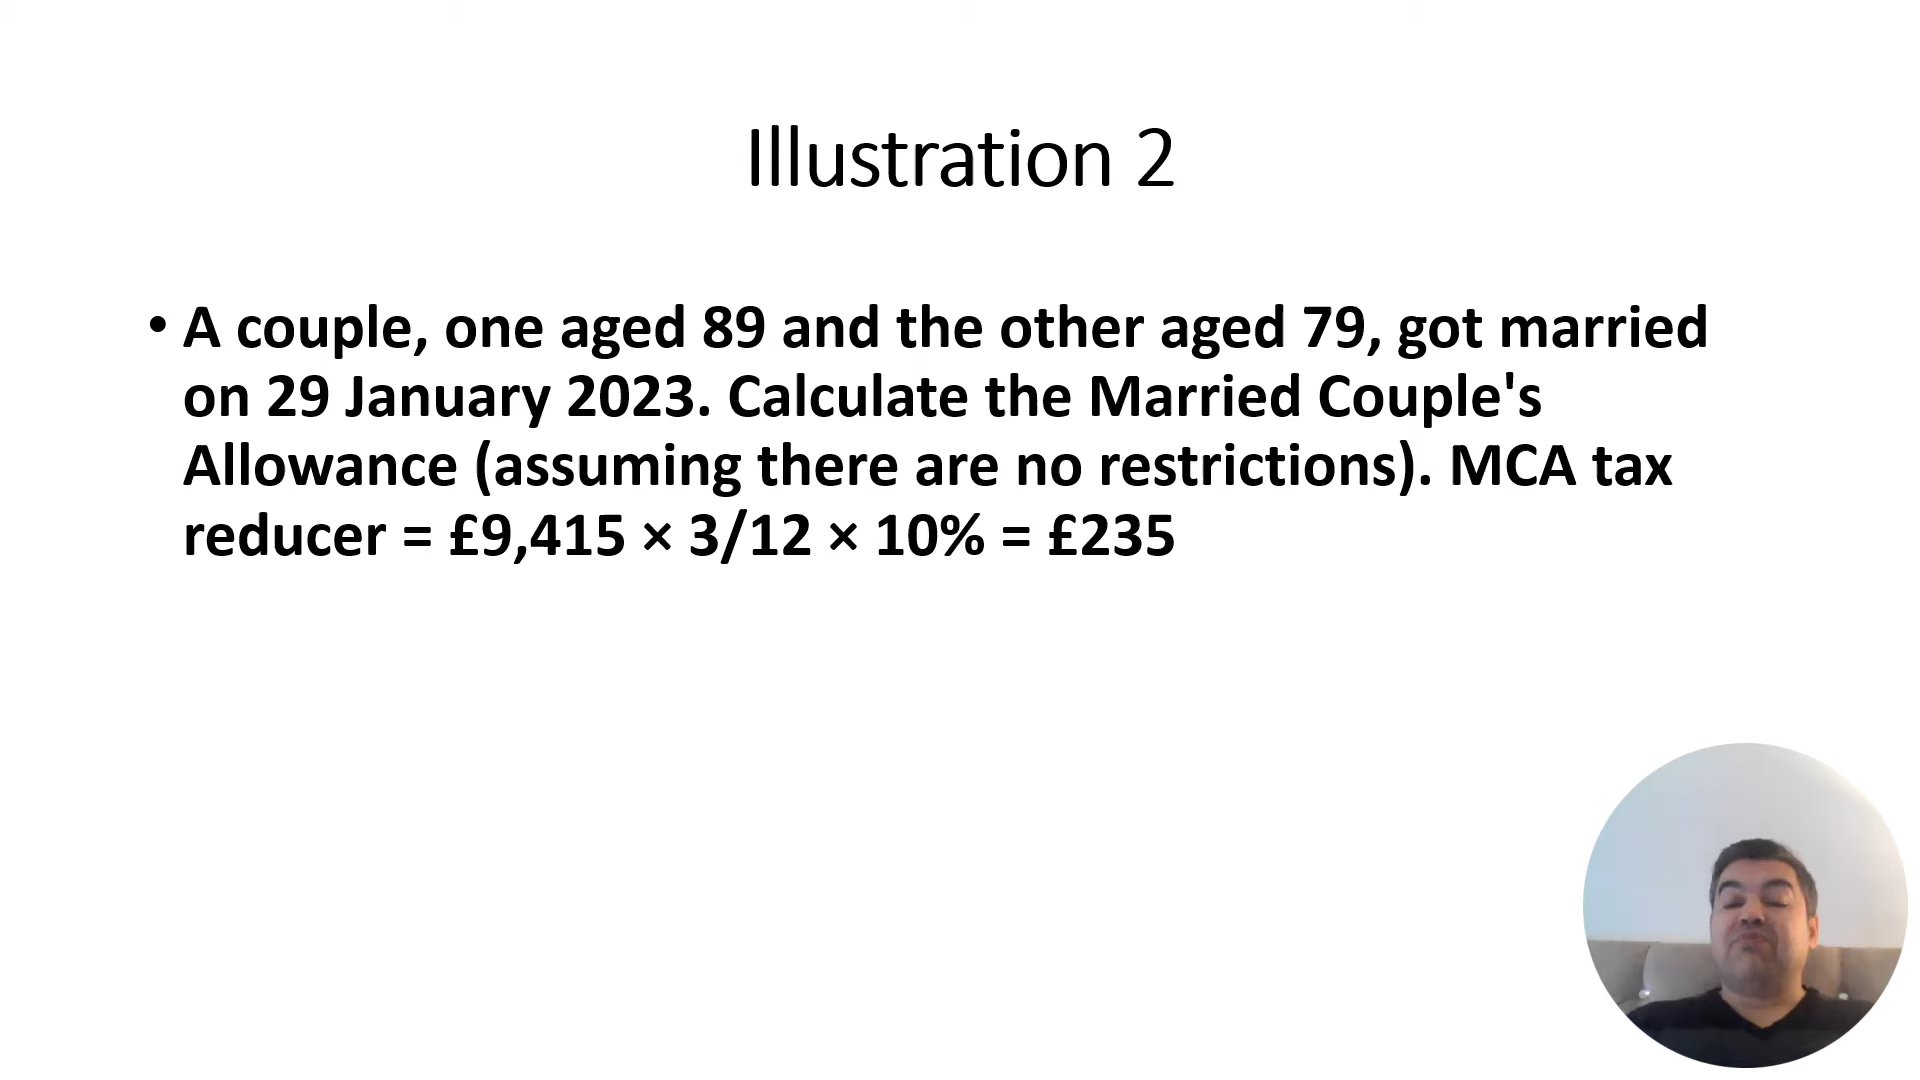 Illustration 2
• A couple, one aged 89 and the other aged 79, got married
on 29 January 2023. Calculate the Married Couple's
Allowance (assuming there are no restrictions). MCA tax
reducer = £9,415 × 3/12 × 10% = £235